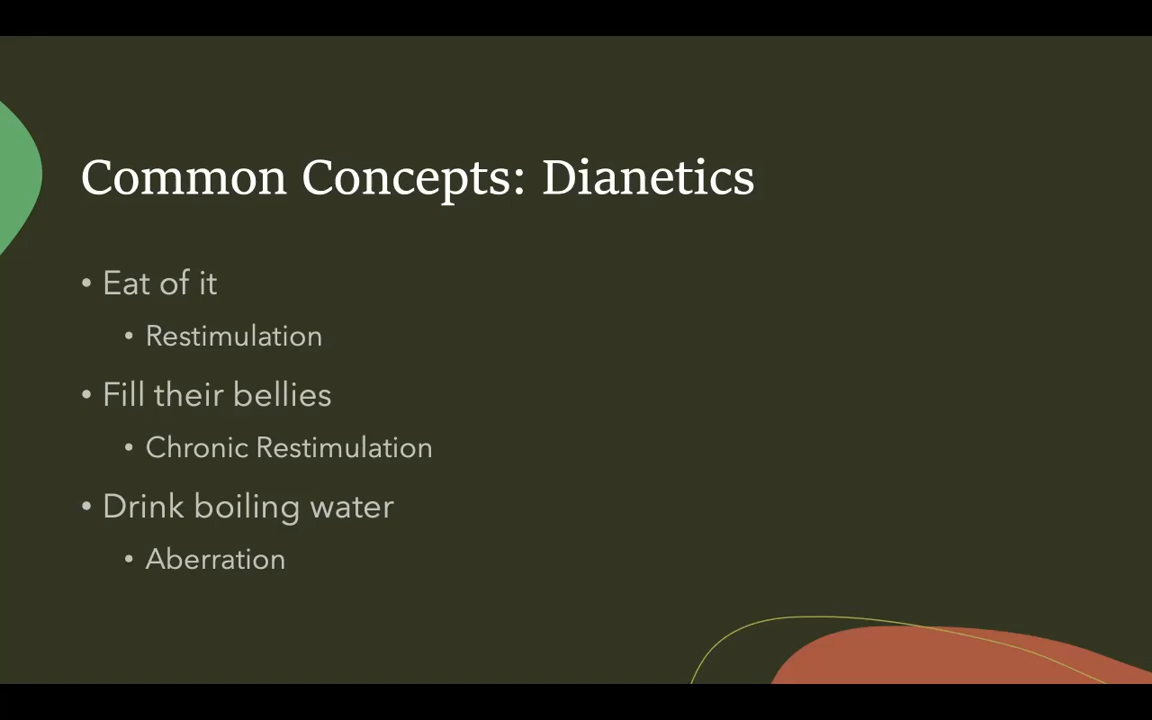 Common Concepts: Dianetics
• Eat of it
• Restimulation
• Fill their bellies
• Chronic Restimulation
• Drink boiling water
• Aberration